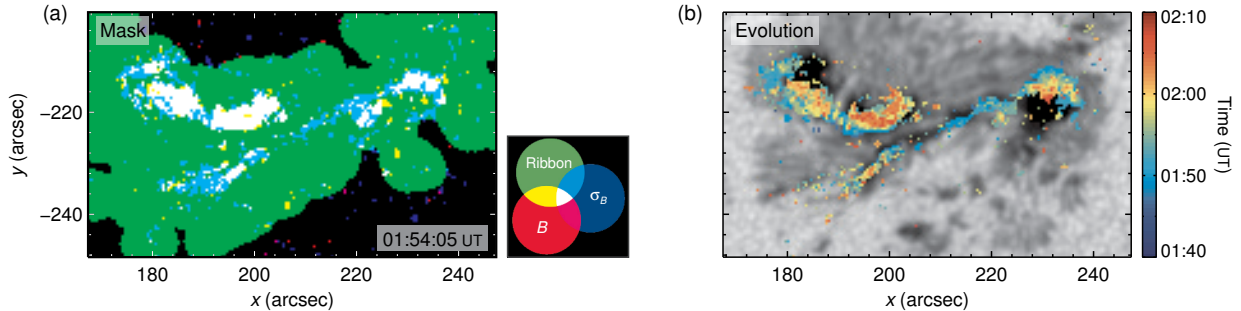 (a)
Mask
y (arcsec)
−220
−240
01:54:05 UT
180
200
220
240
x (arcsec)
Ribbon
σB
B
(b)
Evolution
180
200
220
240
x (arcsec)
02:10
02:00
01:50
01:40
Time (UT)